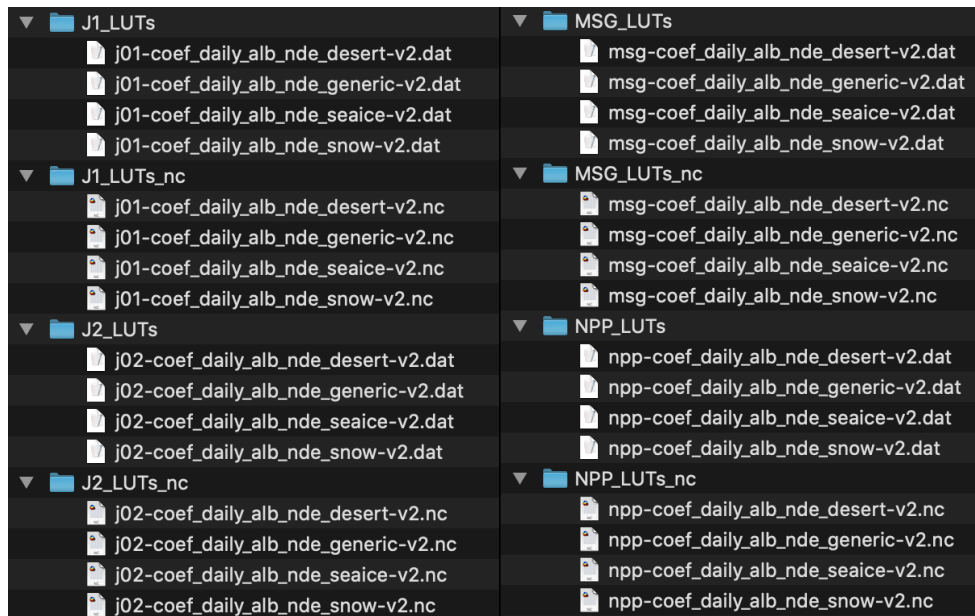 J1_LUTs
j01-coef_daily_alb_nde_desert-v2.dat
j01-coef_daily_alb_nde_generic-v2.dat
j01-coef_daily_alb_nde_seaice-v2.dat
j01-coef_daily_alb_nde_snow-v2.dat
J1_LUTs_nc
j01-coef_daily_alb_nde_desert-v2.nc
j01-coef_daily_alb_nde_generic-v2.nc
j01-coef_daily_alb_nde_seaice-v2.nc
j01-coef_daily_alb_nde_snow-v2.nc
J2_LUTs
j02-coef_daily_alb_nde_desert-v2.dat
j02-coef_daily_alb_nde_generic-v2.dat
j02-coef_daily_alb_nde_seaice-v2.dat
j02-coef_daily_alb_nde_snow-v2.dat
J2_LUTs_nc
j02-coef_daily_alb_nde_desert-v2.nc
j02-coef_daily_alb_nde_generic-v2.nc
j02-coef_daily_alb_nde_seaice-v2.nc
j02-coef_daily_alb_nde_snow-v2.nc
MSG_LUTs
msg-coef_daily_alb_nde_desert-v2.dat
msg-coef_daily_alb_nde_generic-v2.dat
msg-coef_daily_alb_nde_seaice-v2.dat
msg-coef_daily_alb_nde_snow-v2.dat
MSG_LUTs_nc
msg-coef_daily_alb_nde_desert-v2.nc
msg-coef_daily_alb_nde_generic-v2.nc
msg-coef_daily_alb_nde_seaice-v2.nc
msg-coef_daily_alb_nde_snow-v2.nc
NPP_LUTs
npp-coef_daily_alb_nde_desert-v2.dat
npp-coef_daily_alb_nde_generic-v2.dat
npp-coef_daily_alb_nde_seaice-v2.dat
npp-coef_daily_alb_nde_snow-v2.dat
NPP_LUTs_nc
npp-coef_daily_alb_nde_desert-v2.nc
npp-coef_daily_alb_nde_generic-v2.nc
npp-coef_daily_alb_nde_seaice-v2.nc
npp-coef_daily_alb_nde_snow-v2.nc